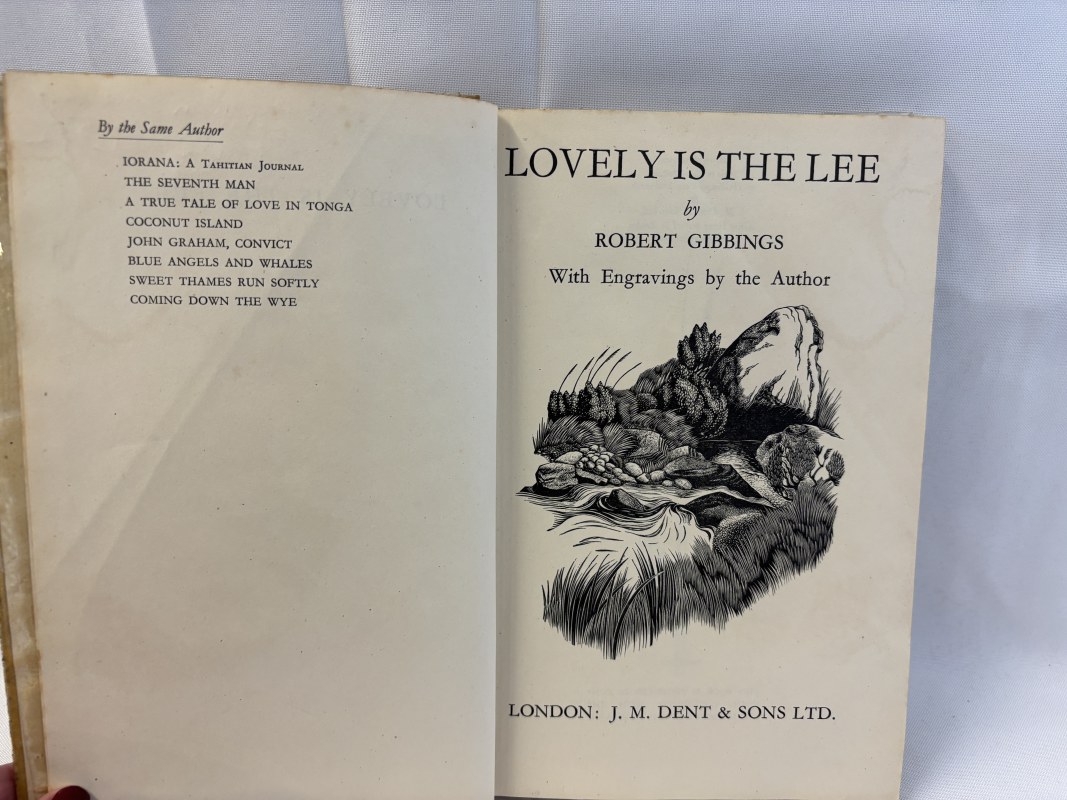 By the Same Author
IORANA: A TAHITIAN JOURNAL
THE SEVENTH MAN
A TRUE TALE OF LOVE IN TONGA
COCONUT ISLAND
JOHN GRAHAM, CONVICT
BLUE ANGELS AND WHALES
SWEET THAMES RUN SOFTLY
COMING DOWN THE WYE
LOVELY IS THE LEE
by
ROBERT GIBBINGS
With Engravings by the Author
LONDON: J. M. DENT & SONS LTD.